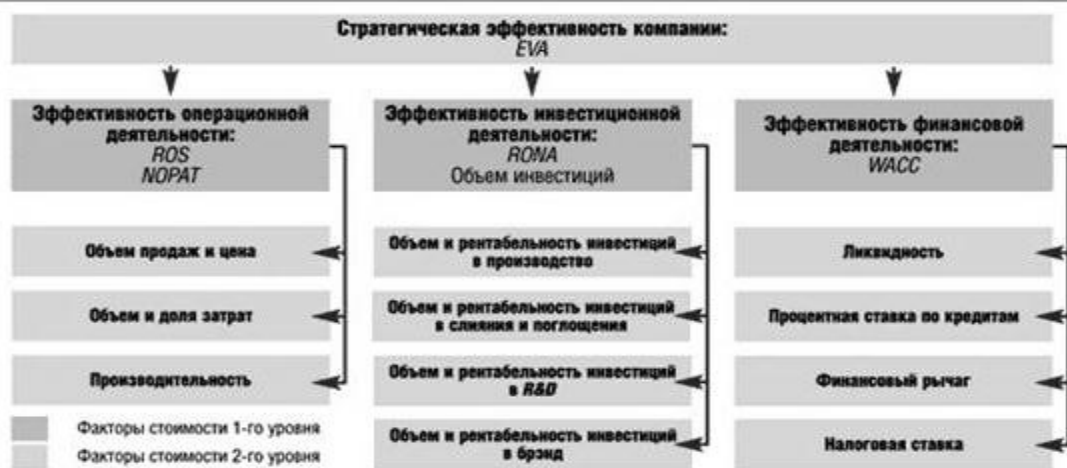 Стратегическая эффективность компании:
EVA
Эффективность операционной
деятельности:
ROS
NOPAT
Объем продаж и цена
Объем и доля затрат
Производительность
Эффективность инвестиционной
деятельности:
RONA
Объем инвестиций
Объем и рентабельность инвестиций
в производство
Объем и рентабельность инвестиций
в слияния и поглощения
Объем и рентабельность инвестиций
в R&D
Объем и рентабельность инвестиций
в брэнд
Эффективность финансовой
деятельности:
WACC
Ликвидность
Процентная ставка по кредитам
Финансовый рычаг
Налоговая ставка
Факторы стоимости 1-го уровня
Факторы стоимости 2-го уровня